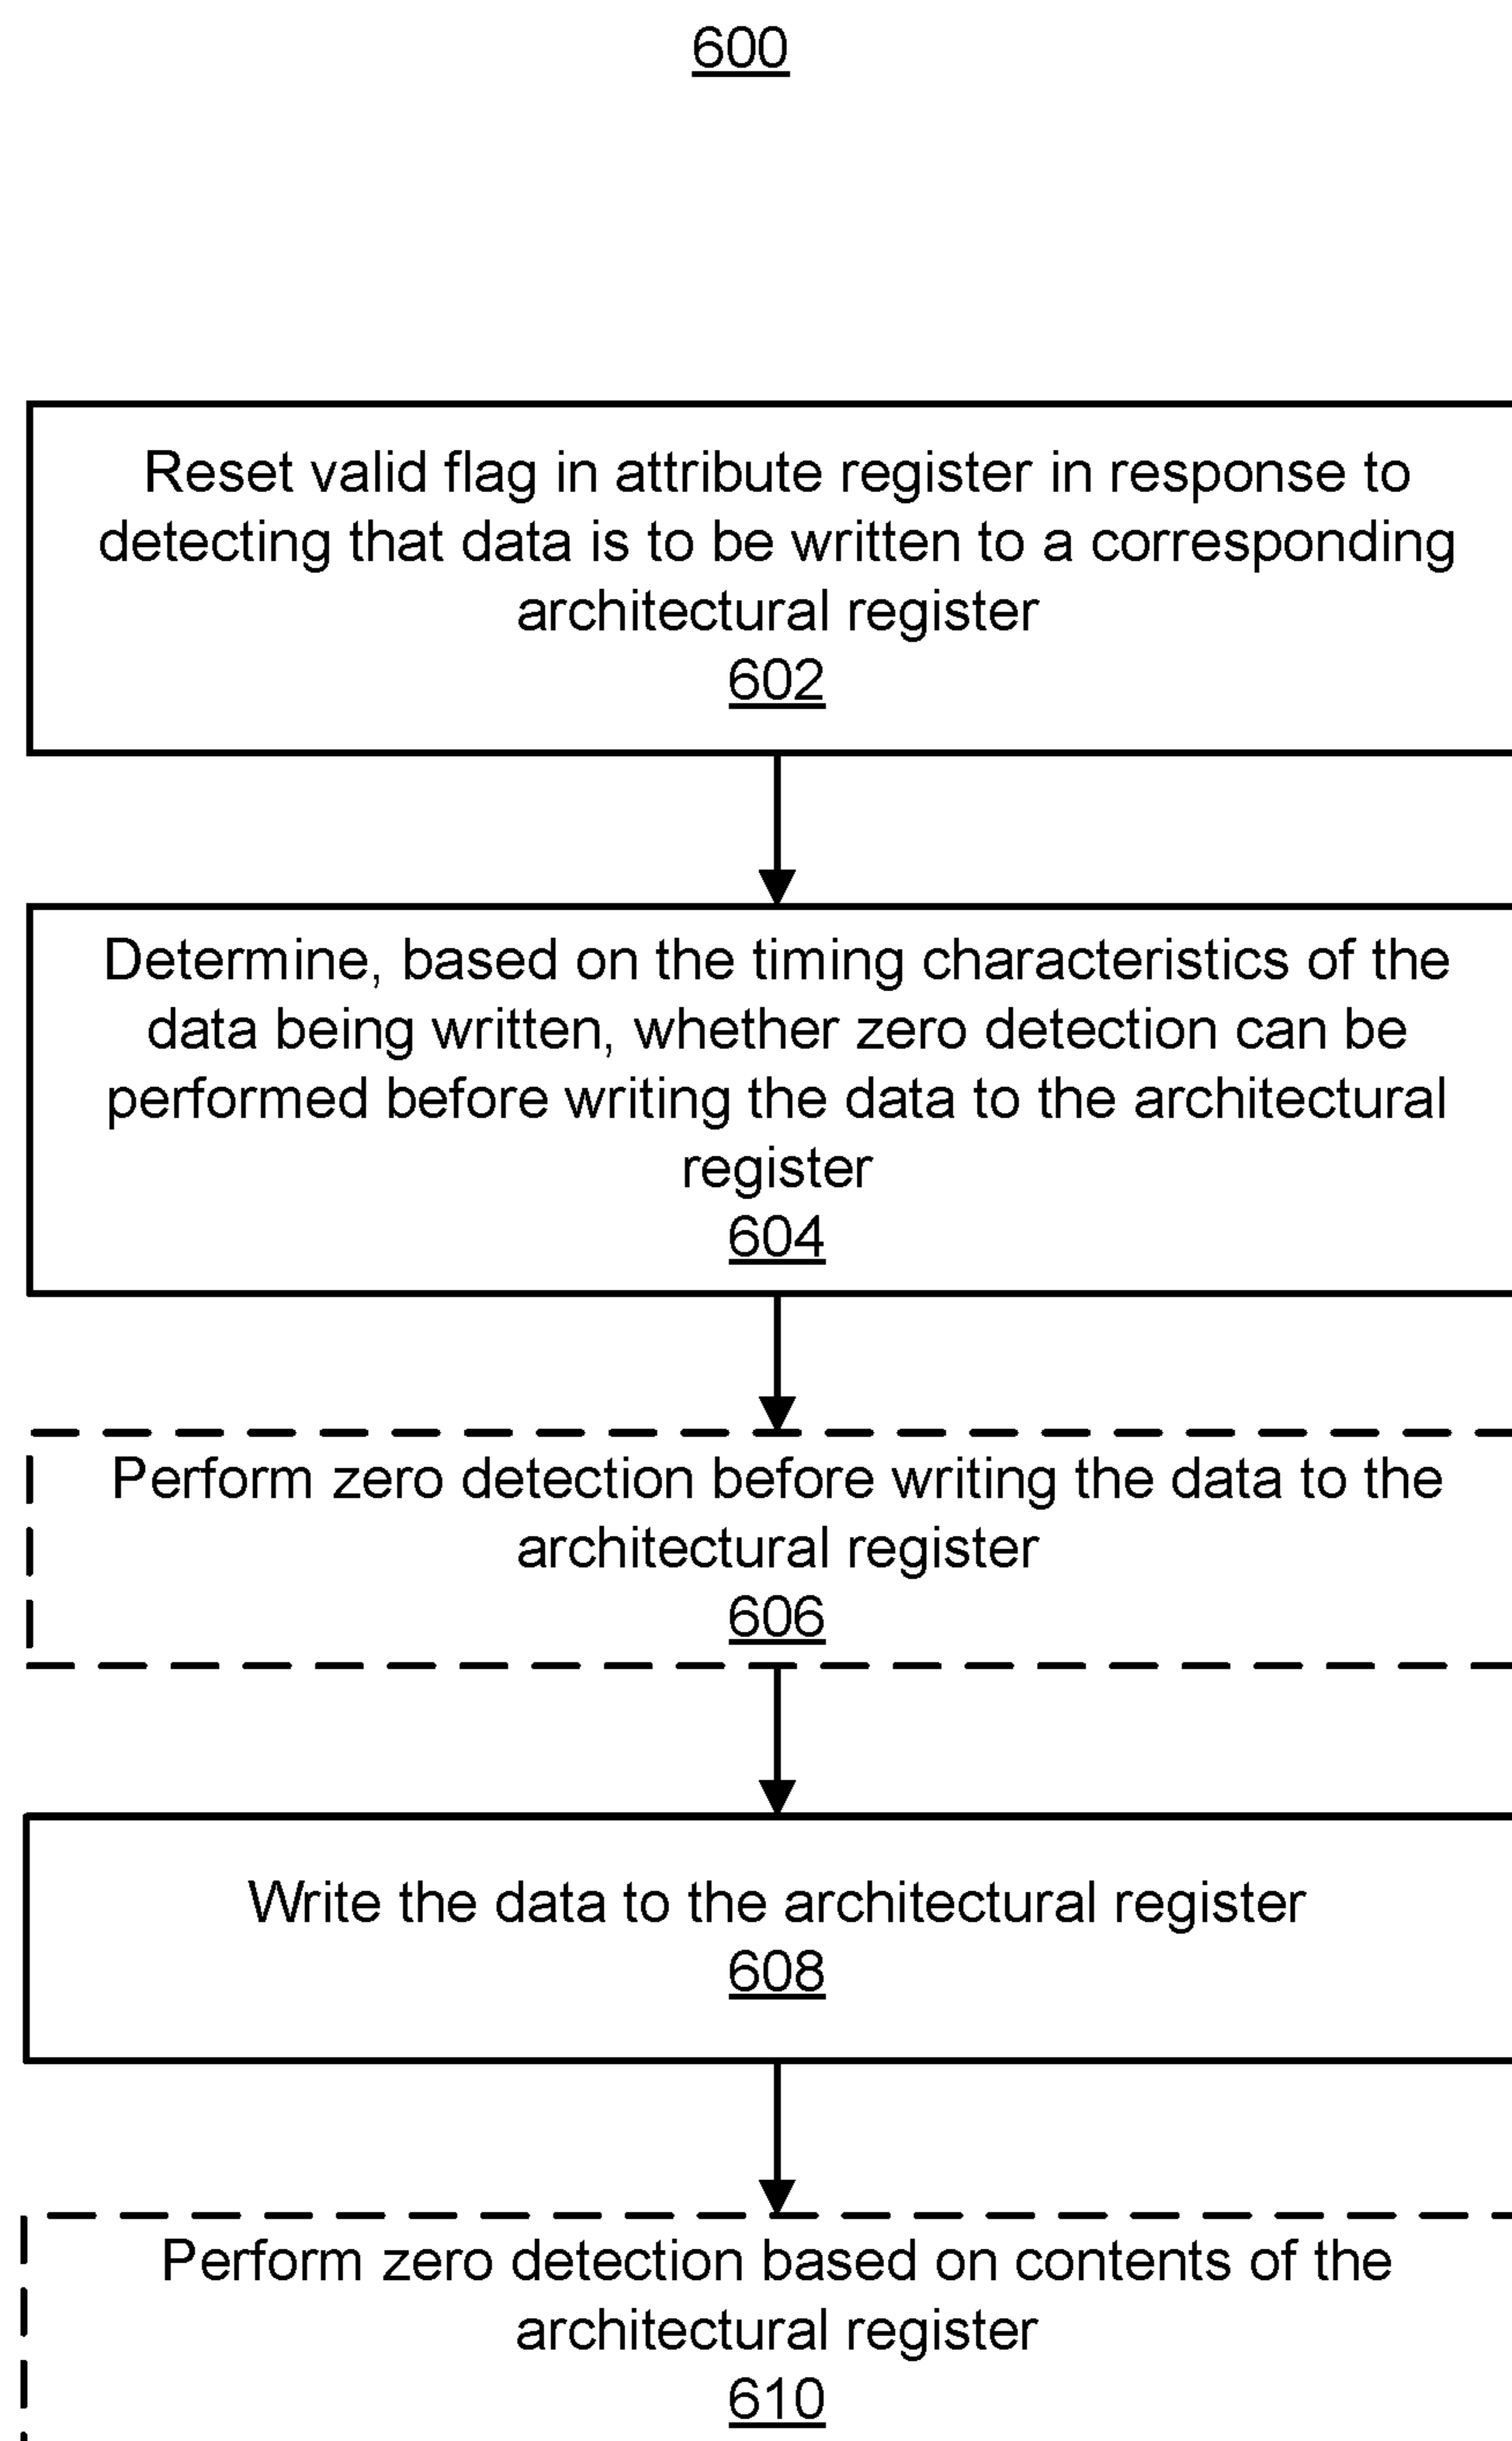 600
Reset valid flag in attribute register in response to
detecting that data is to be written to a corresponding
architectural register
602
Determine, based on the timing characteristics of the
data being written, whether zero detection can be
performed before writing the data to the architectural
register
604
Perform zero detection before writing the data to the
architectural register
606
Write the data to the architectural register
608
Perform zero detection based on contents of the
architectural register
610